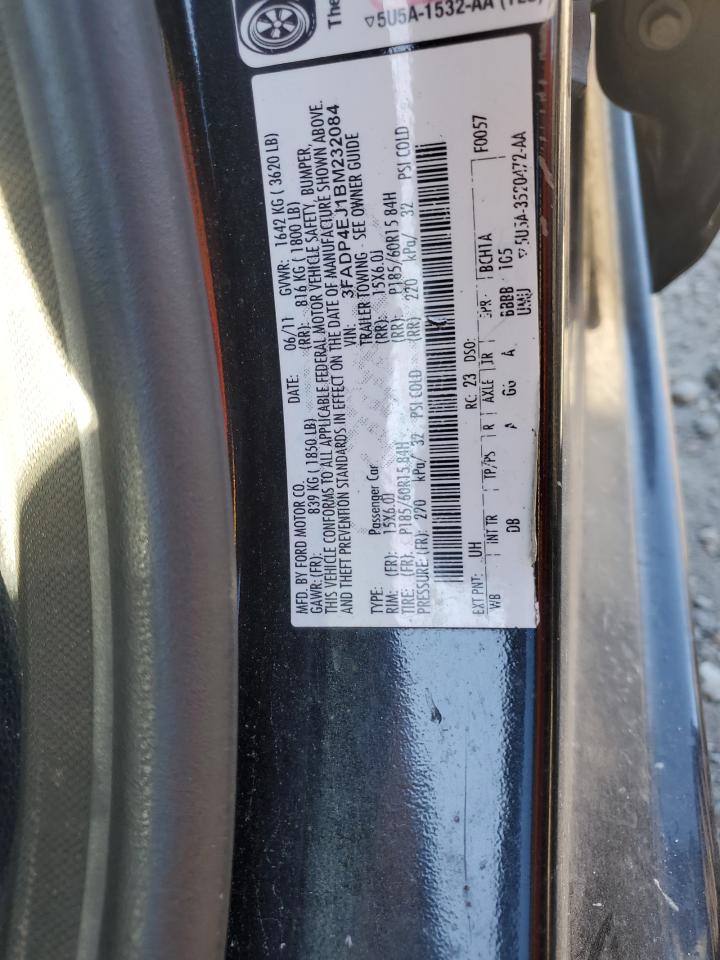 The
▽5U5A-1532-AA
MFD. BY FORD MOTOR CO. DATE: 06/11 GVWR: 1642 KG ( 3620 LB)
GAWR: (FR): 839 KG ( 1850 LB) (RR): 816 KG ( 1800 LB)
THIS VEHICLE CONFORMS TO ALL APPLICABLE FEDERAL MOTOR VEHICLE SAFETY, BUMPER,
AND THEFT PREVENTION STANDARDS IN EFFECT ON THE DATE OF MANUFACTURE SHOWN ABOVE.
VIN: 3FADP4EJ1BM232084
TYPE: Passenger Car TRAILER TOWING - SEE OWNER GUIDE
RIM: (FR): 15X6.0J (RR): 15X6.0J
TIRE: (FR): P185/60R15 84H (RR): P185/60R15 84H
PRESSURE: (FR): 220 kPa/ 32 PSI COLD (RR): 220 kPa/ 32 PSI COLD
F0057
EXT PNT: UH RC: 23 DSO:
WB INT TR TP/PS R AXLE TR SPR BCH1A
DB A GG A BBBB 1G5
UMU ▽5U5A-3520472-AA